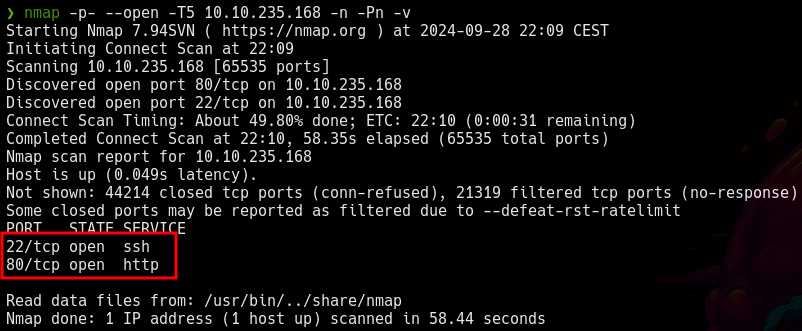 ❯ nmap -p- --open -T5 10.10.235.168 -n -Pn -v
Starting Nmap 7.94SVN ( https://nmap.org ) at 2024-09-28 22:09 CEST
Initiating Connect Scan at 22:09
Scanning 10.10.235.168 [65535 ports]
Discovered open port 80/tcp on 10.10.235.168
Discovered open port 22/tcp on 10.10.235.168
Connect Scan Timing: About 49.80% done; ETC: 22:10 (0:00:31 remaining)
Completed Connect Scan at 22:10, 58.35s elapsed (65535 total ports)
Nmap scan report for 10.10.235.168
Host is up (0.049s latency).
Not shown: 44214 closed tcp ports (conn-refused), 21319 filtered tcp ports (no-response)
Some closed ports may be reported as filtered due to --defeat-rst-ratelimit
PORT   STATE SERVICE
22/tcp open  ssh
80/tcp open  http
Read data files from: /usr/bin/../share/nmap
Nmap done: 1 IP address (1 host up) scanned in 58.44 seconds